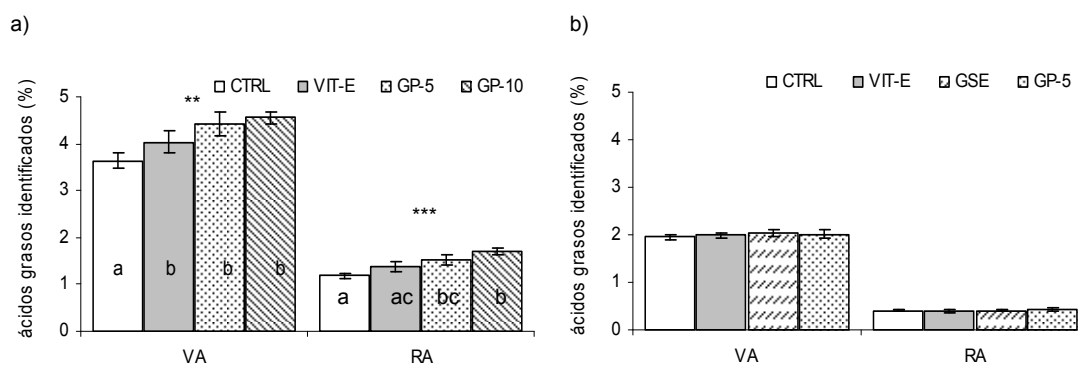 a)
CTRL VIT-E GP-5 GP-10
ácidos grasos identificados (%)
5
4
3
2
1
0
**
***
a b b b
a ac bc b
VA RA
b)
CTRL VIT-E GSE GP-5
ácidos grasos identificados (%)
5
4
3
2
1
0
VA RA